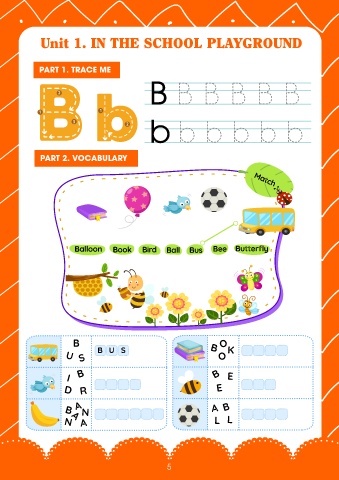 Unit 1. IN THE SCHOOL PLAYGROUND
PART 1. TRACE ME
B b
B B B B B B
b b b b b b
PART 2. VOCABULARY
Match
Balloon Book Bird Ball Bus Bee Butterfly
B
U S
B U S
B O
O K
I B
D R
B E
E
B A N
A N A
A B
L L
5